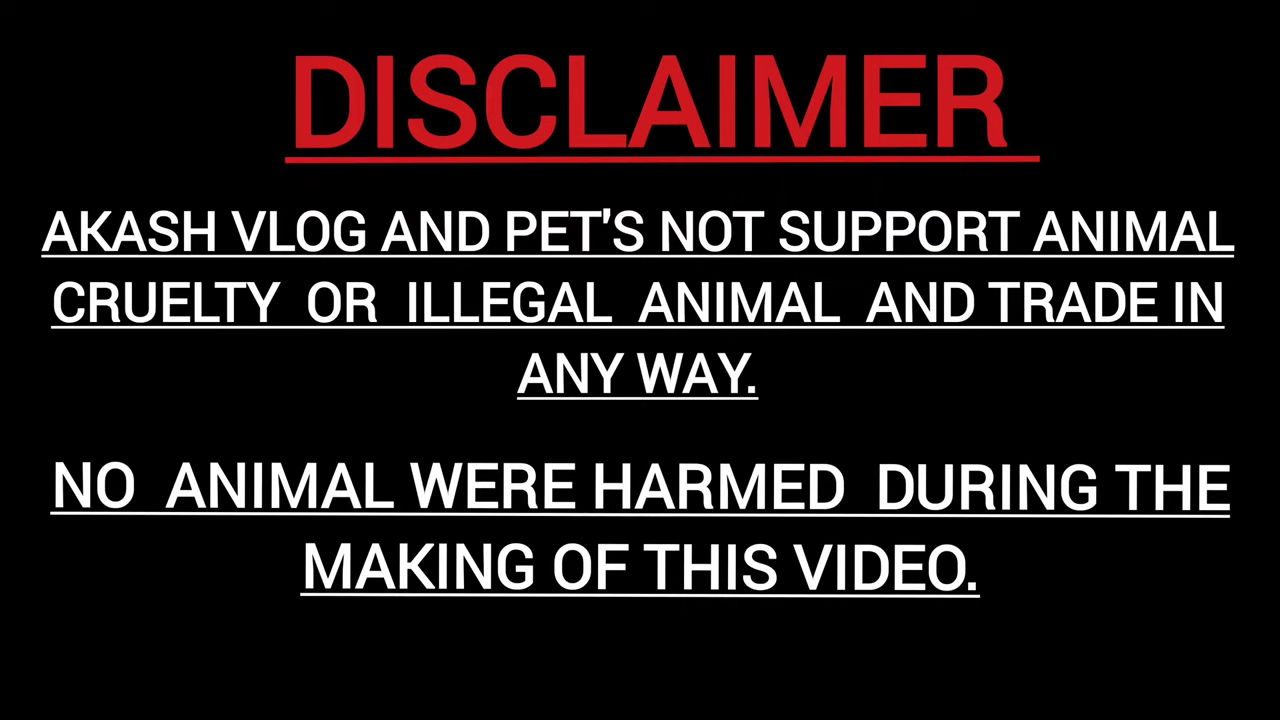 DISCLAIMER
AKASH VLOG AND PET'S NOT SUPPORT ANIMAL
CRUELTY OR ILLEGAL ANIMAL AND TRADE IN
ANY WAY.
NO ANIMAL WERE HARMED DURING THE
MAKING OF THIS VIDEO.